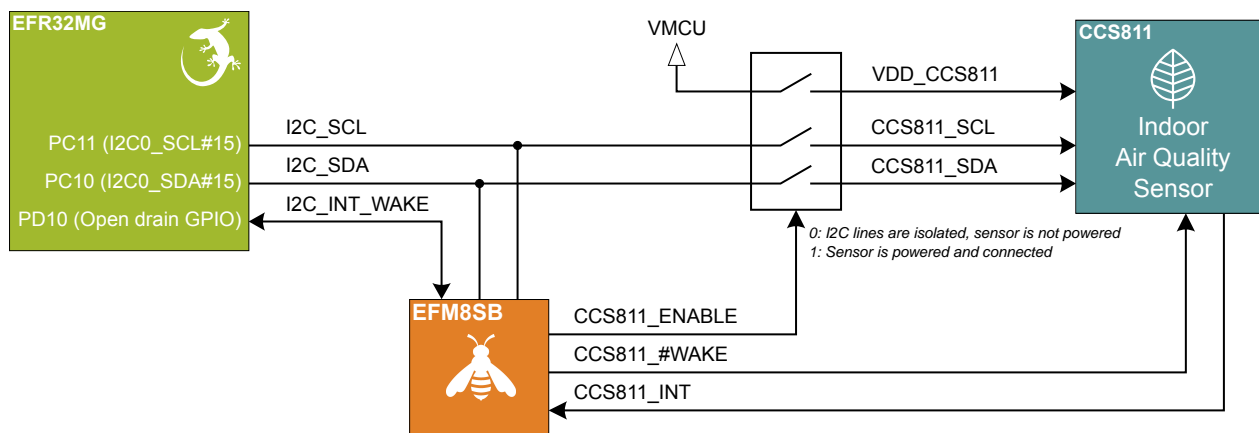 EFR32MG
PC11 (I2C0_SCL#15)
PC10 (I2C0_SDA#15)
PD10 (Open drain GPIO)
I2C_SCL
I2C_SDA
I2C_INT_WAKE
VMCU
VDD_CCS811
CCS811_SCL
CCS811_SDA
0: I2C lines are isolated, sensor is not powered
1: Sensor is powered and connected
CCS811
Indoor
Air Quality
Sensor
EFM8SB
CCS811_ENABLE
CCS811_#WAKE
CCS811_INT